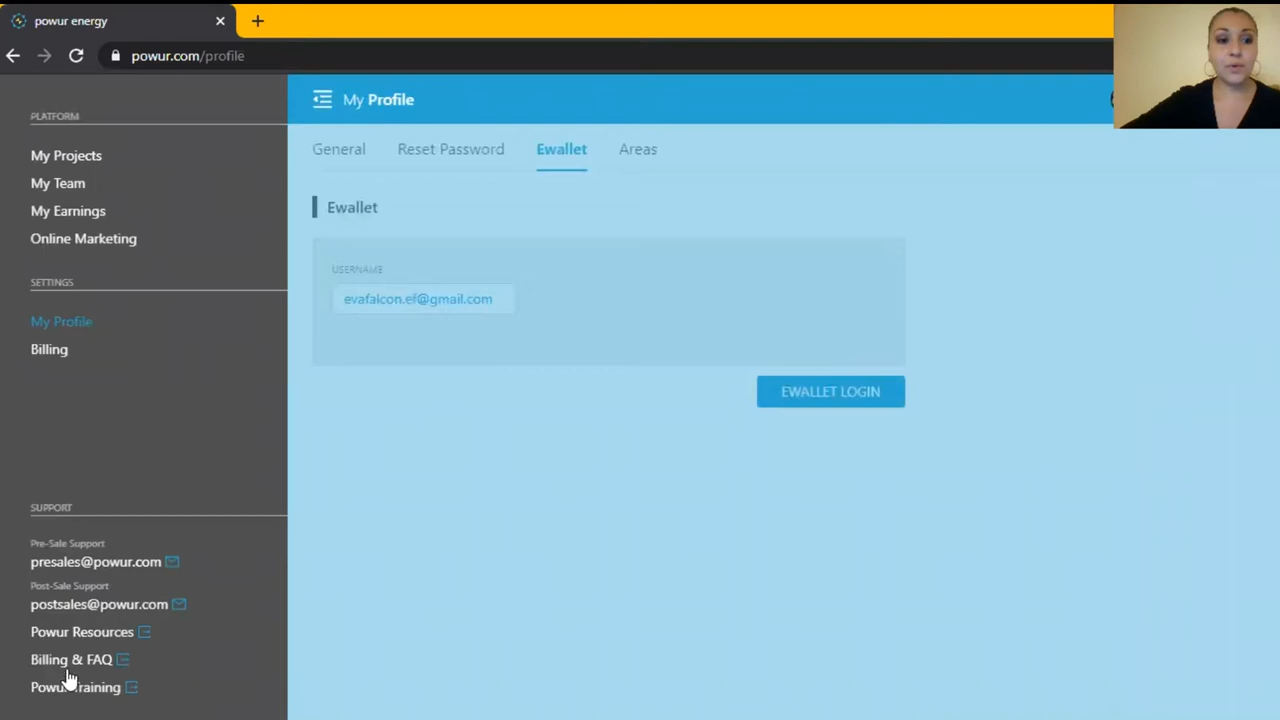 powur energy
powur.com/profile
PLATFORM
My Projects
My Team
My Earnings
Online Marketing
SETTINGS
My Profile
Billing
SUPPORT
Pre-Sale Support
presales@powur.com
Post-Sale Support
postsales@powur.com
Powur Resources
Billing & FAQ
Powur Training
My Profile
General Reset Password Ewallet Areas
Ewallet
USERNAME
evafalcon.ef@gmail.com
EWALLET LOGIN